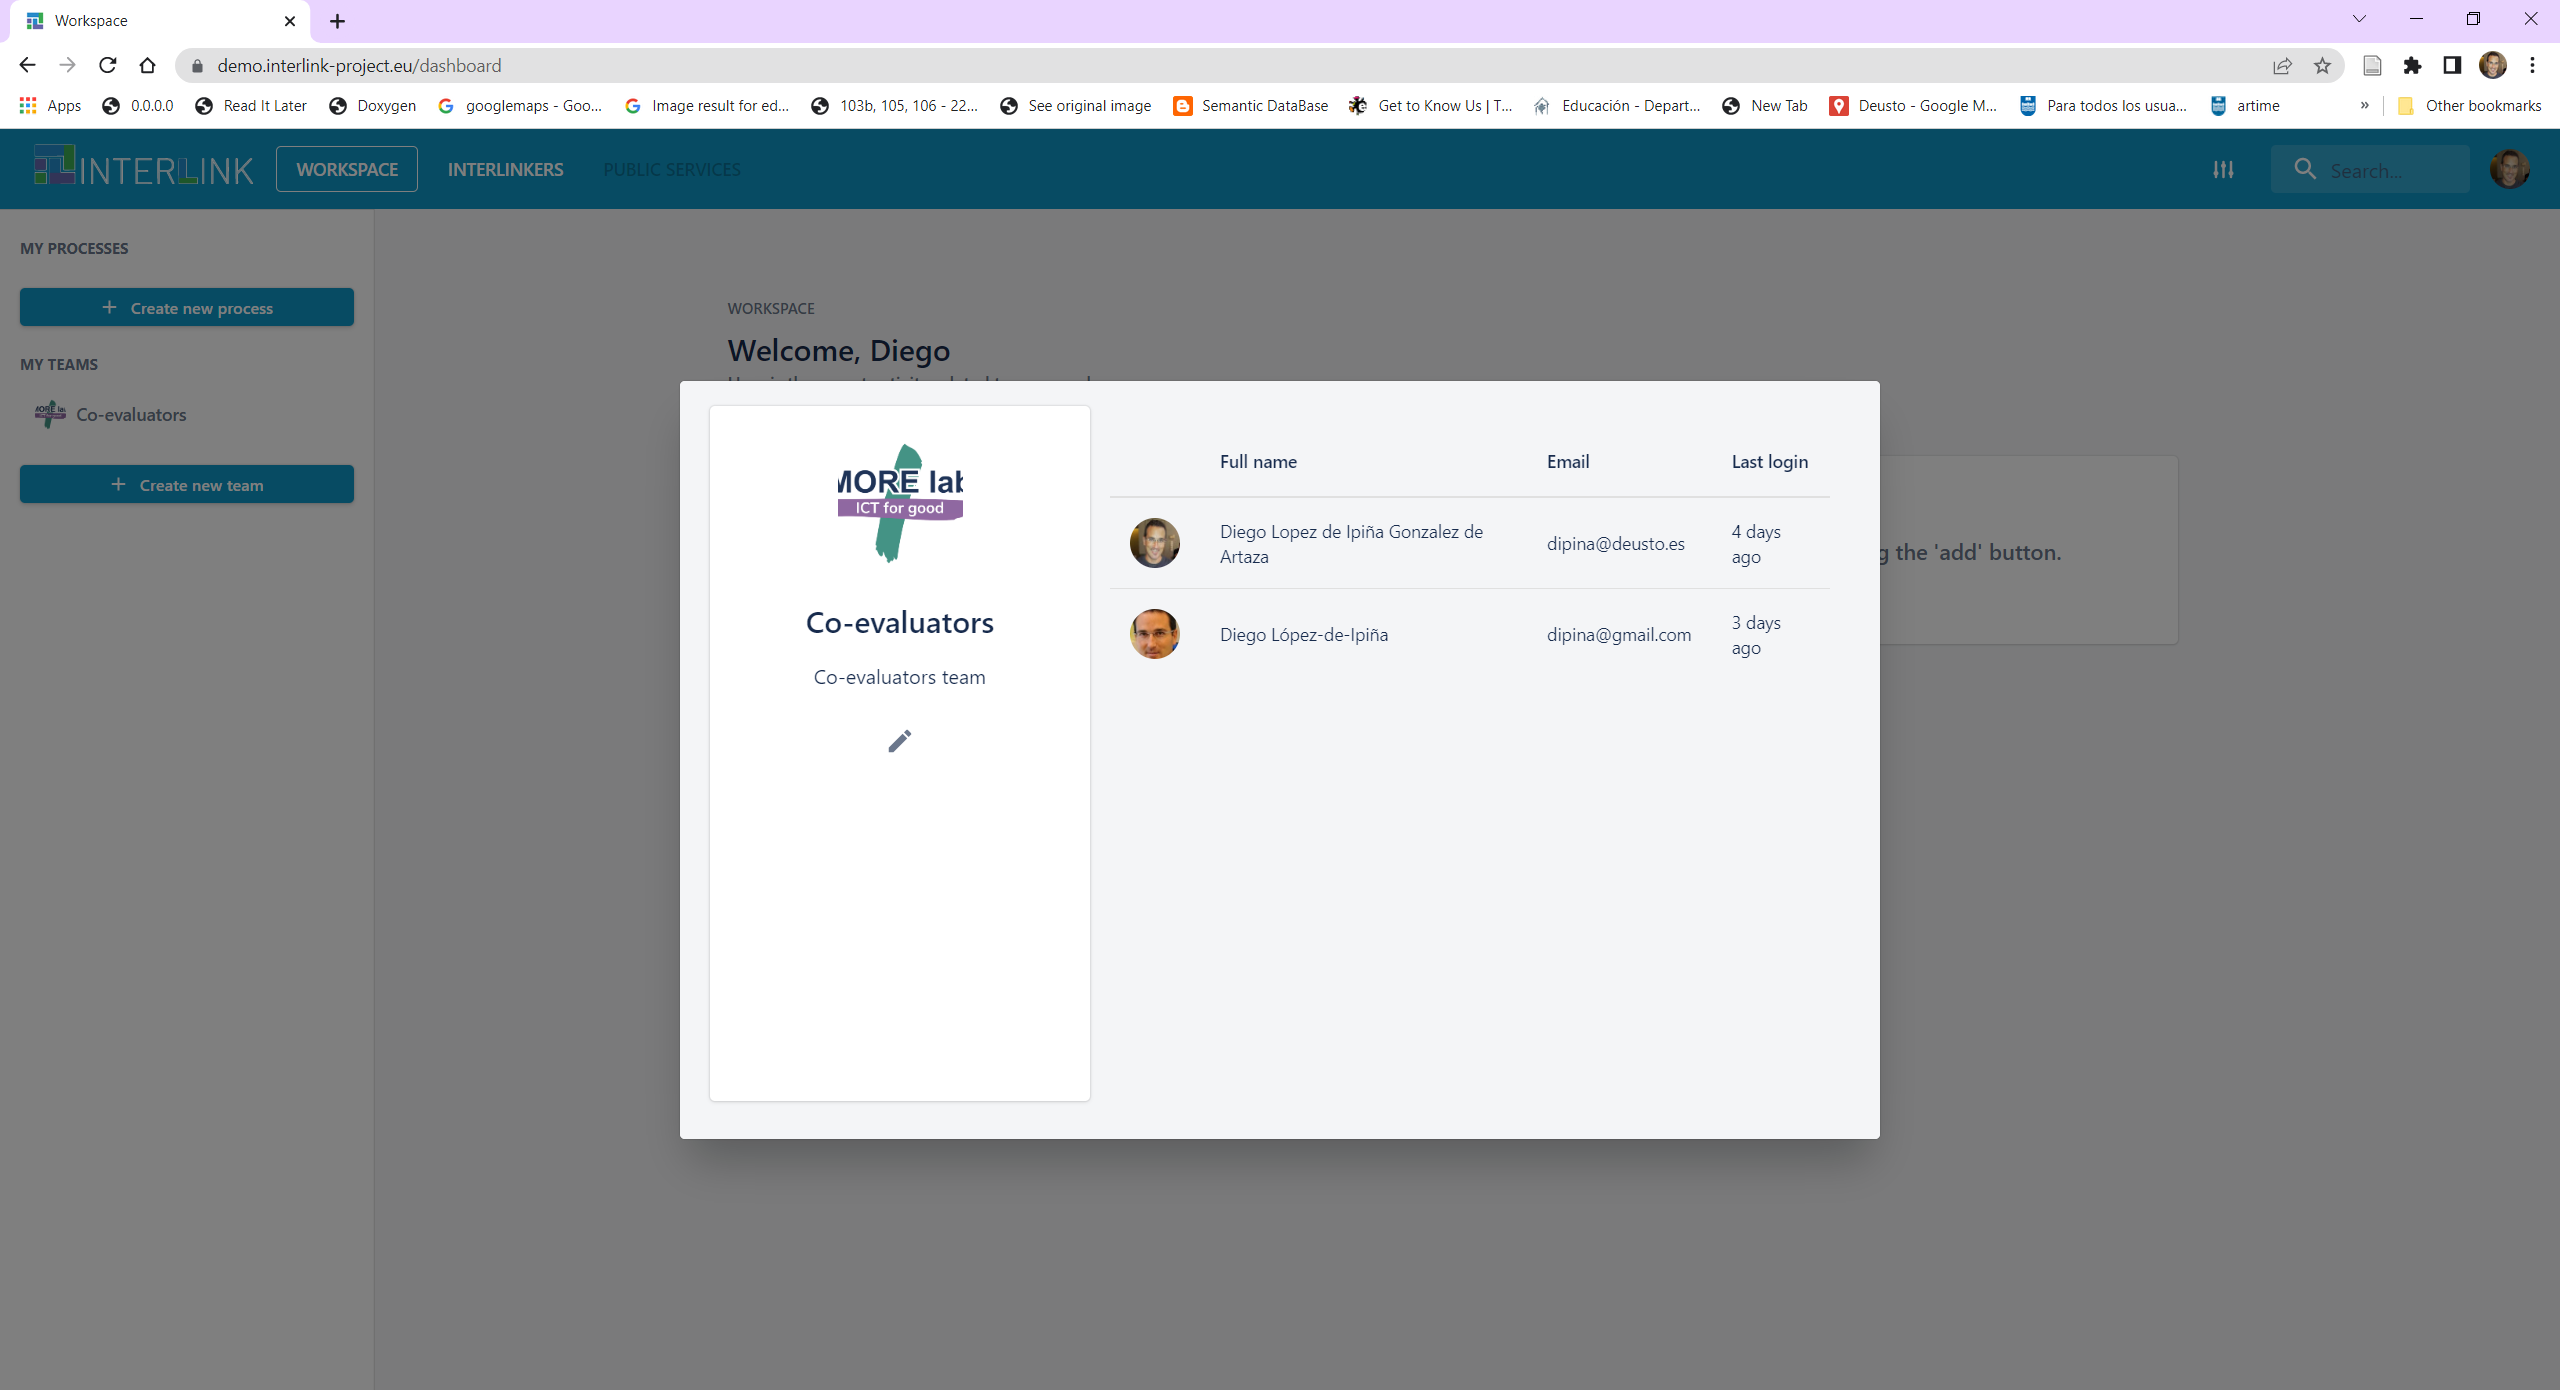 Workspace
demo.interlink-project.eu/dashboard
Apps
0.0.0.0
Read It Later
Doxygen
googlemaps - Goo...
Image result for ed...
103b, 105, 106 - 22...
See original image
Semantic DataBase
Get to Know Us | T...
Educación - Depart...
New Tab
Deusto - Google M...
Para todos los usua...
artime
»
Other bookmarks
INTERLINK
WORKSPACE
INTERLINKERS
PUBLIC SERVICES
Search...
MY PROCESSES
+ Create new process
MY TEAMS
Co-evaluators
+ Create new team
WORKSPACE
Welcome, Diego
g the 'add' button.
MORE lab
ICT for good
Co-evaluators
Co-evaluators team
Full name Email Last login
Diego Lopez de Ipiña Gonzalez de
Artaza
dipina@deusto.es
4 days
ago
Diego López-de-Ipiña
dipina@gmail.com
3 days
ago